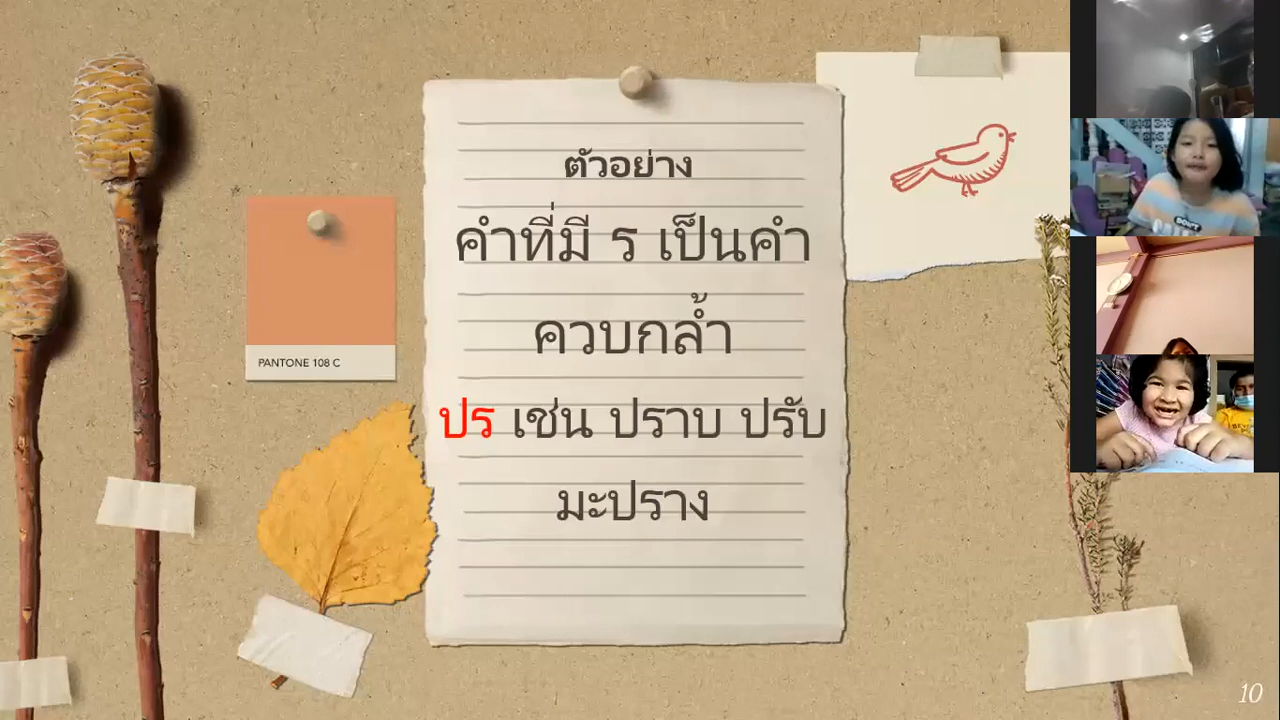 ตัวอย่าง
คำที่มี ร เป็นคำ
ควบกล้ำ
ปร เช่น ปราบ ปรับ
มะปราง
PANTONE 108 C
10